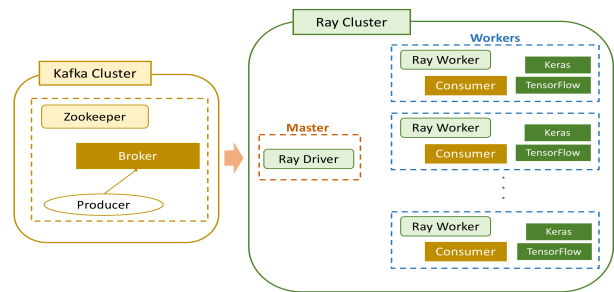 Ray Cluster
Workers
Ray Worker
Keras
Consumer
TensorFlow
Kafka Cluster
Zookeeper
Broker
Producer
Master
Ray Driver
Ray Worker
Keras
Consumer
TensorFlow
Ray Worker
Keras
Consumer
TensorFlow